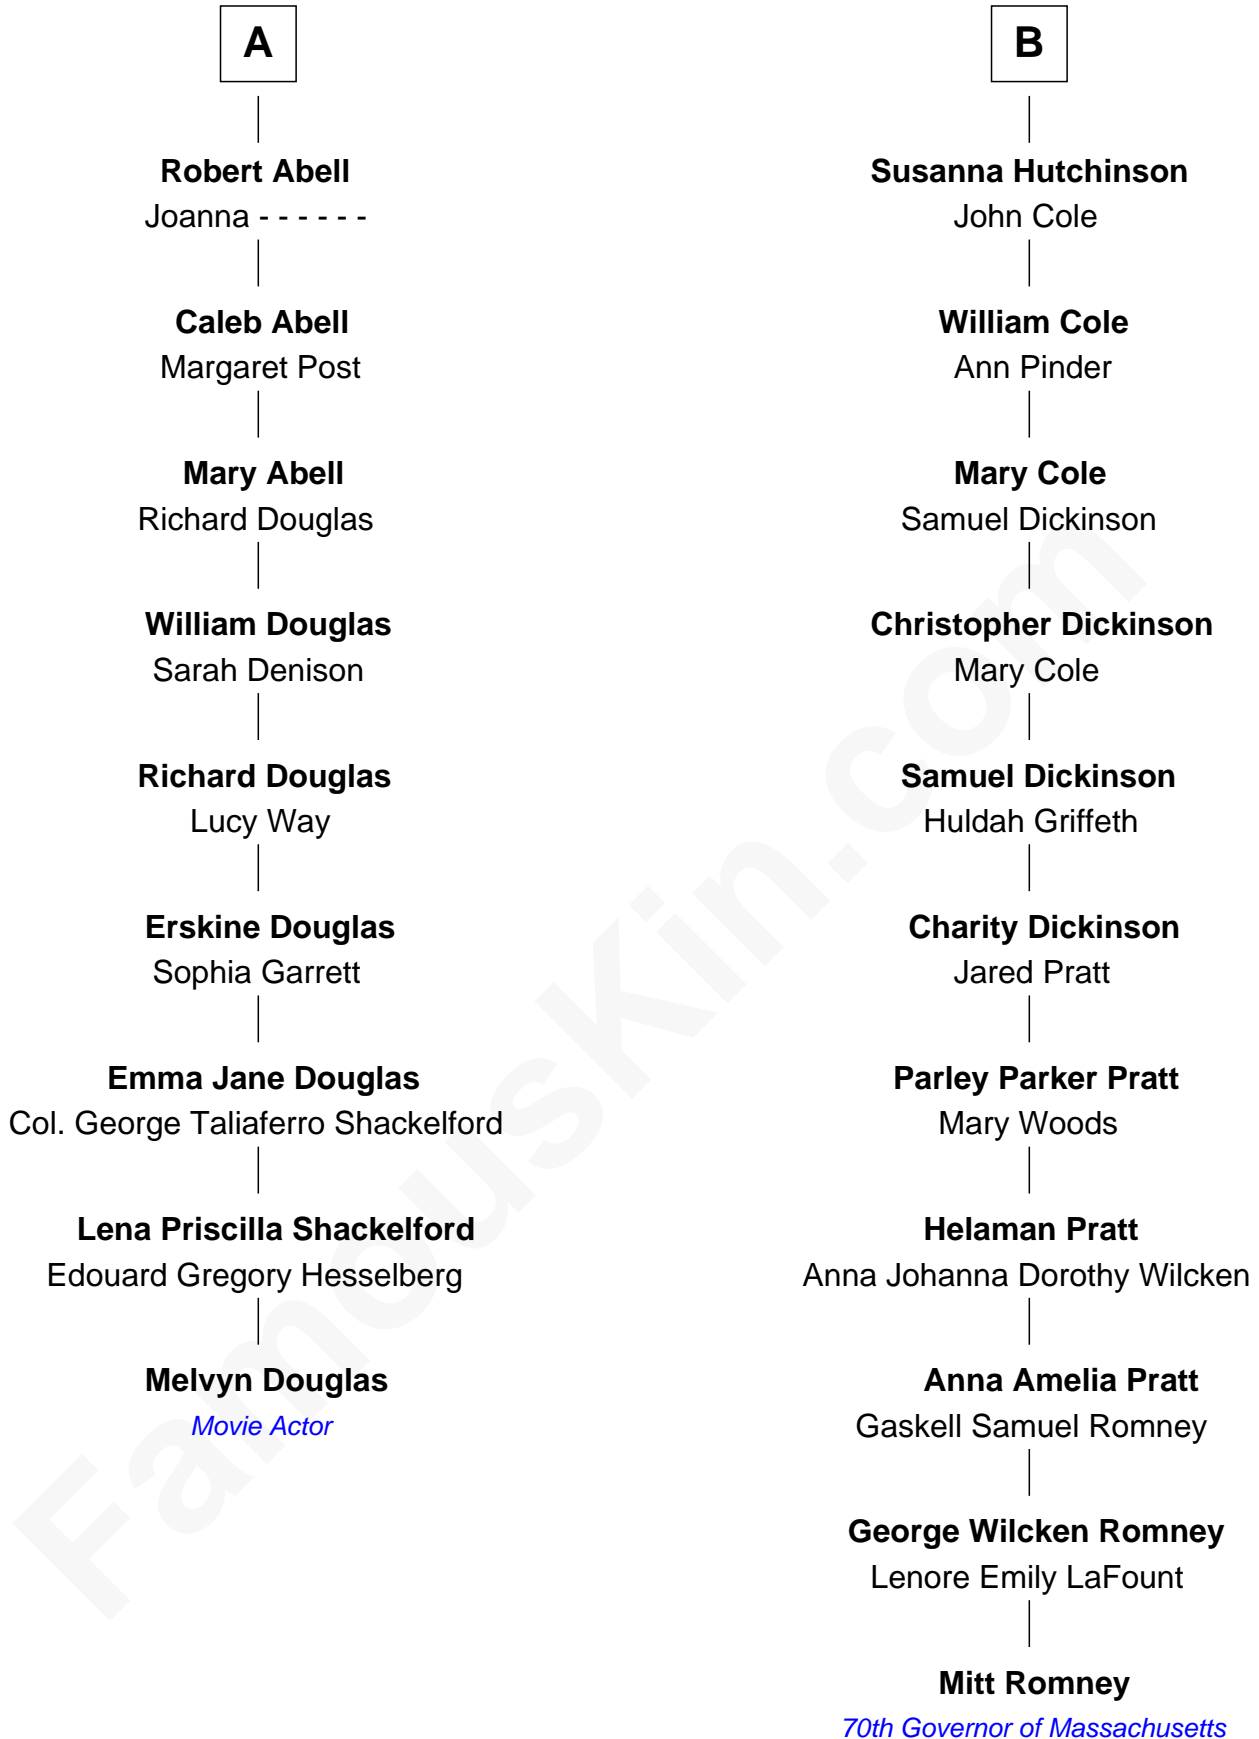 A
Robert Abell
Joanna - - - - - -
Caleb Abell
Margaret Post
Mary Abell
Richard Douglas
William Douglas
Sarah Denison
Richard Douglas
Lucy Way
Erskine Douglas
Sophia Garrett
Emma Jane Douglas
Col. George Taliaferro Shackelford
Lena Priscilla Shackelford
Edouard Gregory Hesselberg
Melvyn Douglas
Movie Actor
B
Susanna Hutchinson
John Cole
William Cole
Ann Pinder
Mary Cole
Samuel Dickinson
Christopher Dickinson
Mary Cole
Samuel Dickinson
Huldah Griffeth
Charity Dickinson
Jared Pratt
Parley Parker Pratt
Mary Woods
Helaman Pratt
Anna Johanna Dorothy Wilcken
Anna Amelia Pratt
Gaskell Samuel Romney
George Wilcken Romney
Lenore Emily LaFount
Mitt Romney
70th Governor of Massachusetts
FamousKin.com